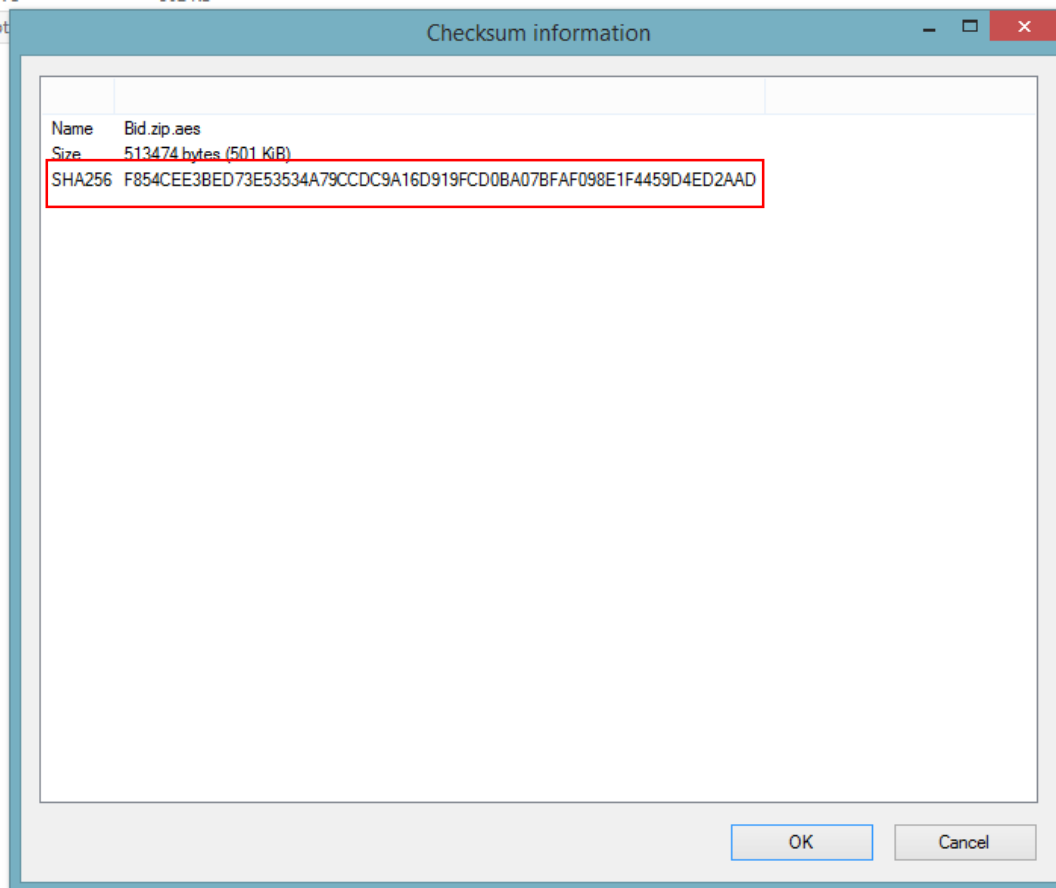 Checksum information
Name Bid.zip.aes
Size 513474 bytes (501 KiB)
SHA256 F854CEE3BED73E53534A79CCDC9A16D919FCD0BA07BFAF098E1F4459D4ED2AAD
OK Cancel